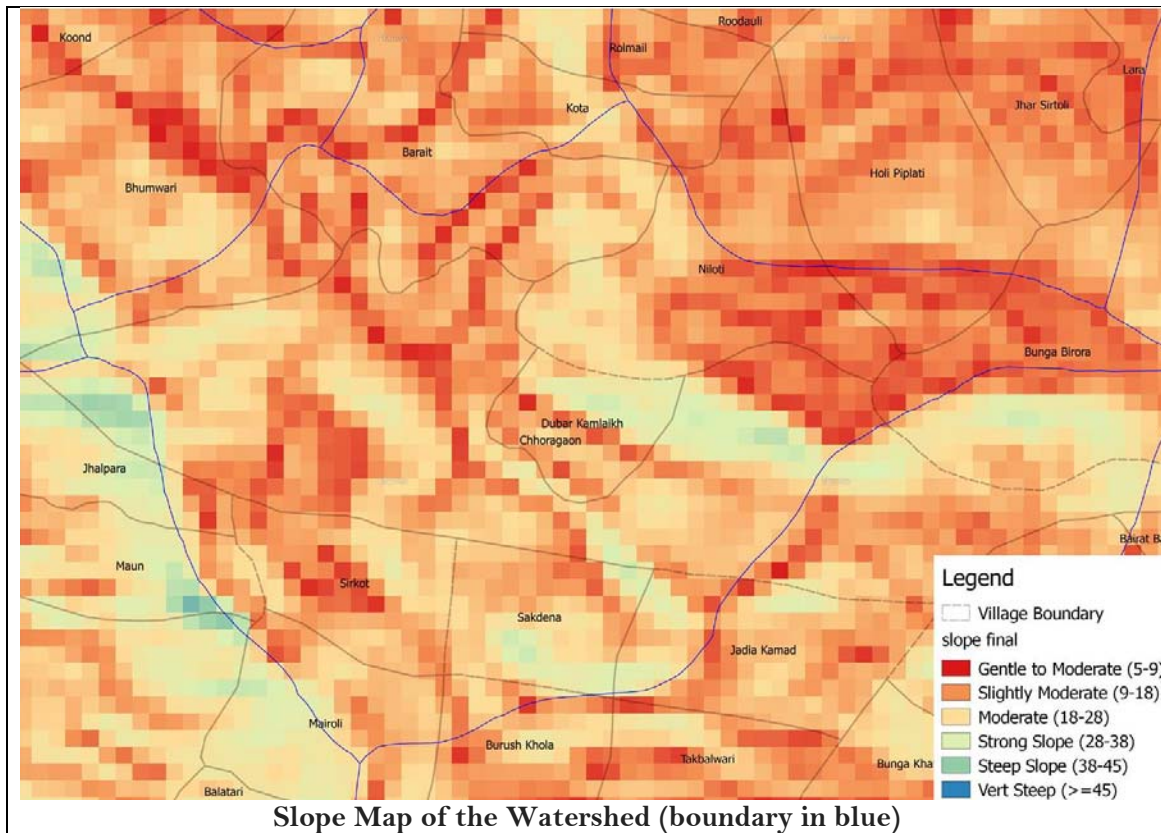 Roodauli
Koond
Rolmail
Lara
Kota
Jhar Sirtoli
Barait
Holi Piplati
Bhumwari
Niloti
Bunga Birora
Dubar Kamlaikh
Chhoragaon
Jhalpara
Bairat Ba
Maun
Sirkot
Sakdena
Jadia Kamad
Mairoli
Burush Khola
Takbalwari
Bunga Kha
Balatari
Legend
Village Boundary
slope final
Gentle to Moderate (5-9)
Slightly Moderate (9-18)
Moderate (18-28)
Strong Slope (28-38)
Steep Slope (38-45)
Vert Steep (>=45)
Slope Map of the Watershed (boundary in blue)